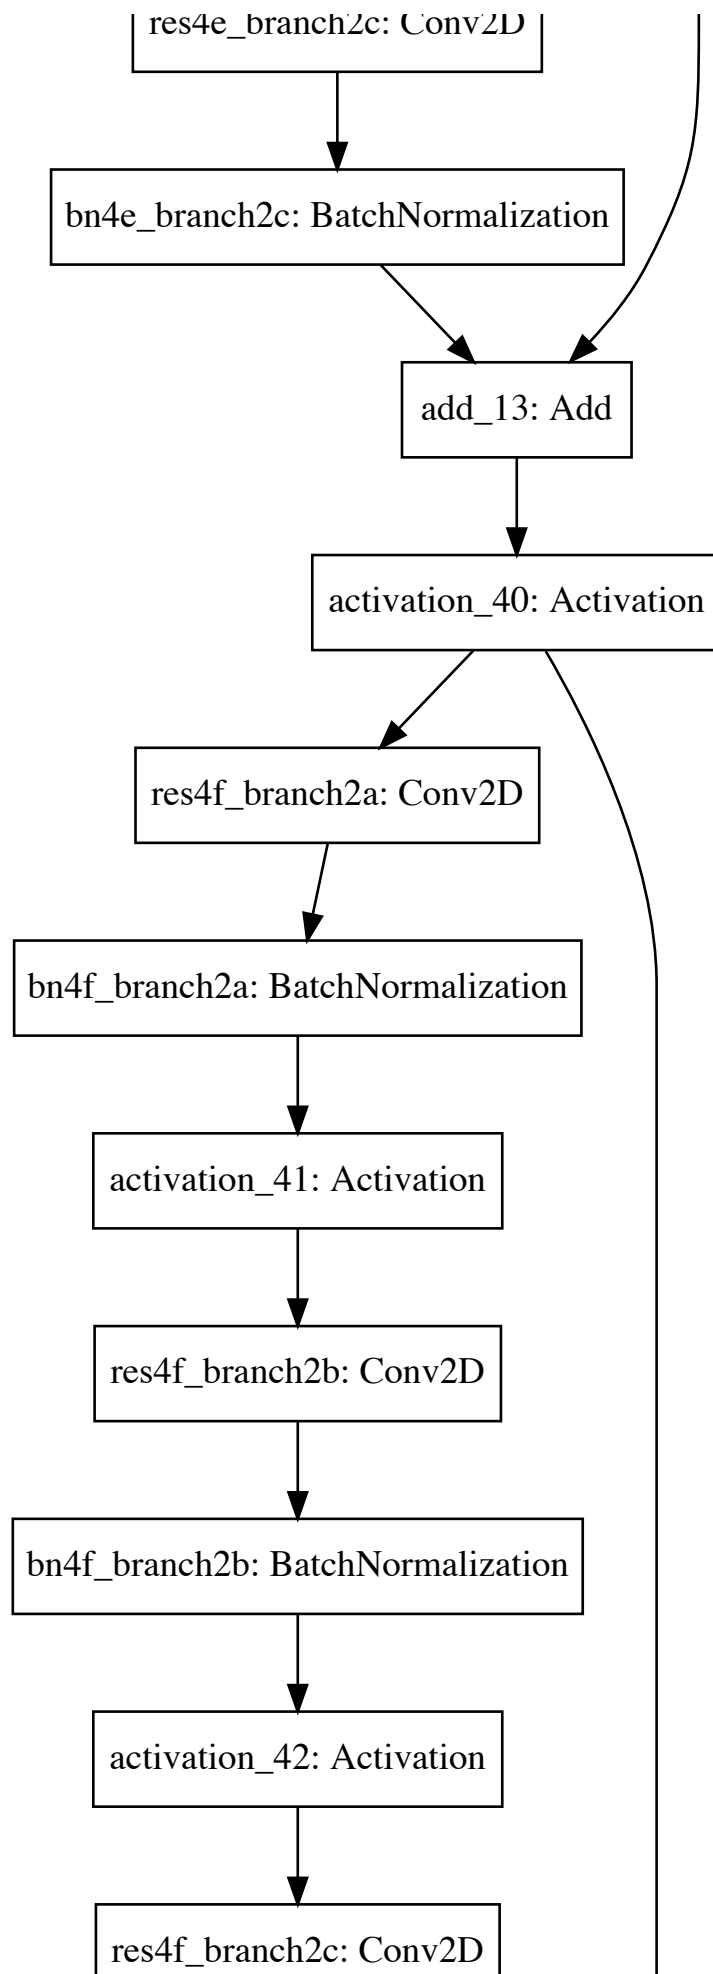 res4e_branch2c: Conv2D
bn4e_branch2c: BatchNormalization
add_13: Add
activation_40: Activation
res4f_branch2a: Conv2D
bn4f_branch2a: BatchNormalization
activation_41: Activation
res4f_branch2b: Conv2D
bn4f_branch2b: BatchNormalization
activation_42: Activation
res4f_branch2c: Conv2D